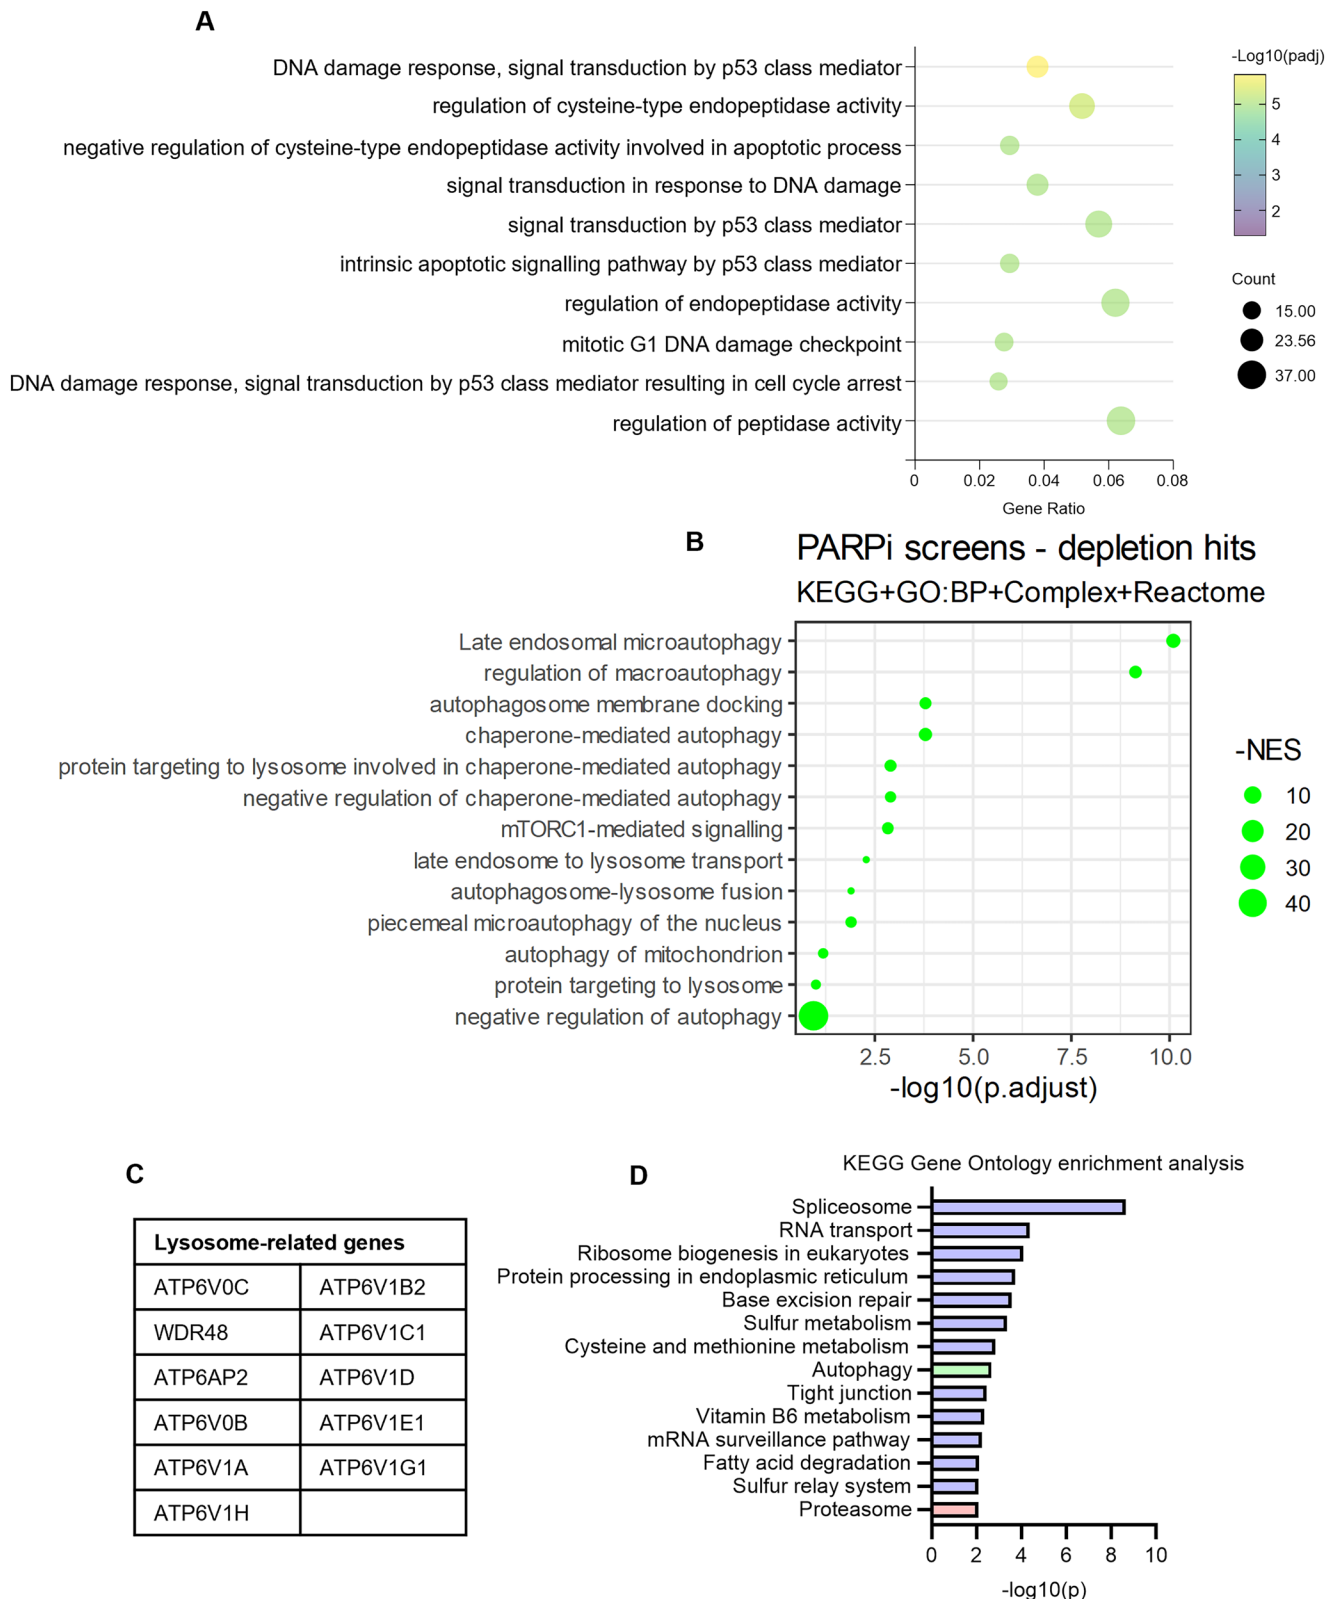 A
DNA damage response, signal transduction by p53 class mediator
regulation of cysteine-type endopeptidase activity
negative regulation of cysteine-type endopeptidase activity involved in apoptotic process
signal transduction in response to DNA damage
signal transduction by p53 class mediator
intrinsic apoptotic signalling pathway by p53 class mediator
regulation of endopeptidase activity
mitotic G1 DNA damage checkpoint
DNA damage response, signal transduction by p53 class mediator resulting in cell cycle arrest
regulation of peptidase activity
0 0.02 0.04 0.06 0.08
Gene Ratio
-Log10(padj)
5
4
3
2
Count
15.00
23.56
37.00
B
PARPi screens - depletion hits
KEGG+GO:BP+Complex+Reactome
Late endosomal microautophagy
regulation of macroautophagy
autophagosome membrane docking
chaperone-mediated autophagy
protein targeting to lysosome involved in chaperone-mediated autophagy
negative regulation of chaperone-mediated autophagy
mTORC1-mediated signalling
late endosome to lysosome transport
autophagosome-lysosome fusion
piecemeal microautophagy of the nucleus
autophagy of mitochondrion
protein targeting to lysosome
negative regulation of autophagy
2.5 5.0 7.5 10.0
-log10(p.adjust)
-NES
10
20
30
40
C
Lysosome-related genes
ATP6V0C ATP6V1B2
WDR48 ATP6V1C1
ATP6AP2 ATP6V1D
ATP6V0B ATP6V1E1
ATP6V1A ATP6V1G1
ATP6V1H
D
KEGG Gene Ontology enrichment analysis
Spliceosome
RNA transport
Ribosome biogenesis in eukaryotes
Protein processing in endoplasmic reticulum
Base excision repair
Sulfur metabolism
Cysteine and methionine metabolism
Autophagy
Tight junction
Vitamin B6 metabolism
mRNA surveillance pathway
Fatty acid degradation
Sulfur relay system
Proteasome
0 2 4 6 8 10
-log10(p)